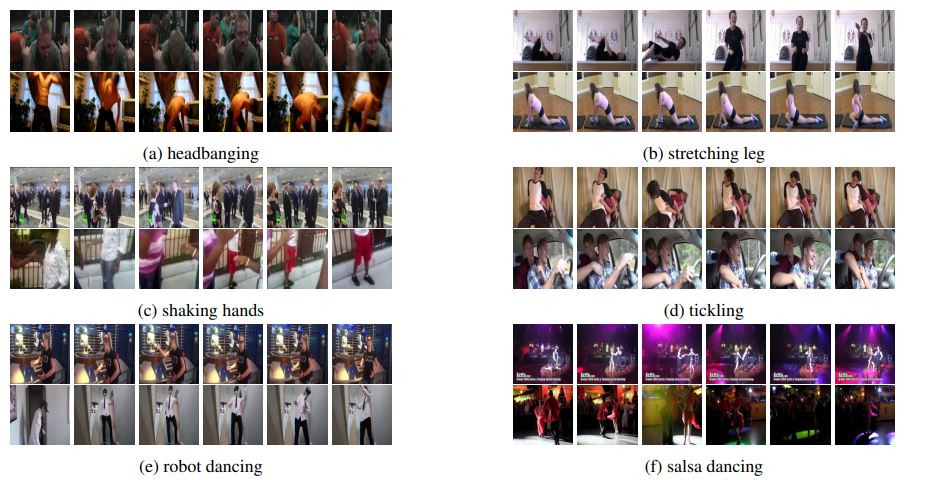 (a) headbanging
(b) stretching leg
(c) shaking hands
(d) tickling
(e) robot dancing
(f) salsa dancing